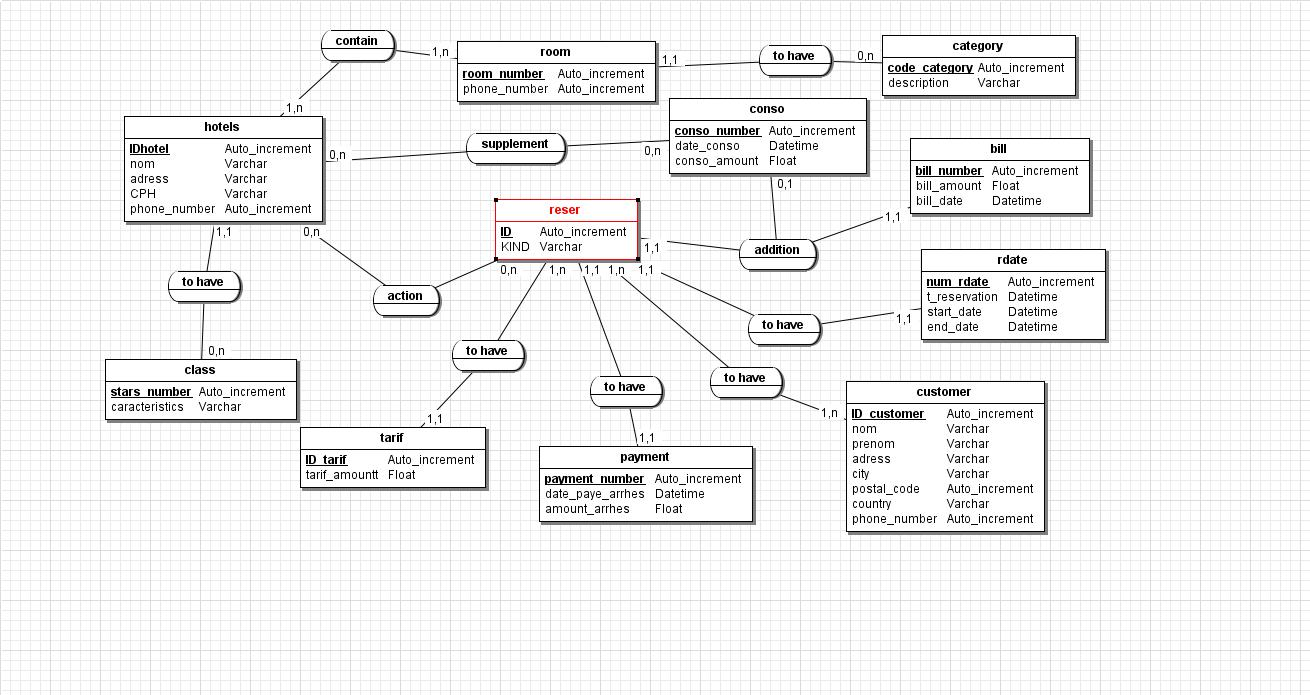 contain
1,n
1,n
room
room_number Auto_increment
phone_number Auto_increment
1,1
to have
0,n
category
code_category Auto_increment
description Varchar
hotels
IDhotel Auto_increment
nom Varchar
adress Varchar
CPH Varchar
phone_number Auto_increment
0,n
supplement
0,n
conso
conso_number Auto_increment
date_conso Datetime
conso_amount Float
0,1
bill
bill_number Auto_increment
bill_amount Float
bill_date Datetime
1,1
reser
ID Auto_increment
KIND Varchar
1,1
addition
1,1
0,n
to have
action
0,n
1,n
1,1
1,n
1,1
rdate
num_rdate Auto_increment
t_reservation Datetime
start_date Datetime
end_date Datetime
to have
1,1
0,n
class
stars_number Auto_increment
caracteristics Varchar
to have
1,1
tarif
ID_tarif Auto_increment
tarif_amountt Float
to have
1,1
payment
payment_number Auto_increment
date_paye_arrhes Datetime
amount_arrhes Float
to have
1,n
customer
ID_customer Auto_increment
nom Varchar
prenom Varchar
adress Varchar
city Varchar
postal_code Auto_increment
country Varchar
phone_number Auto_increment